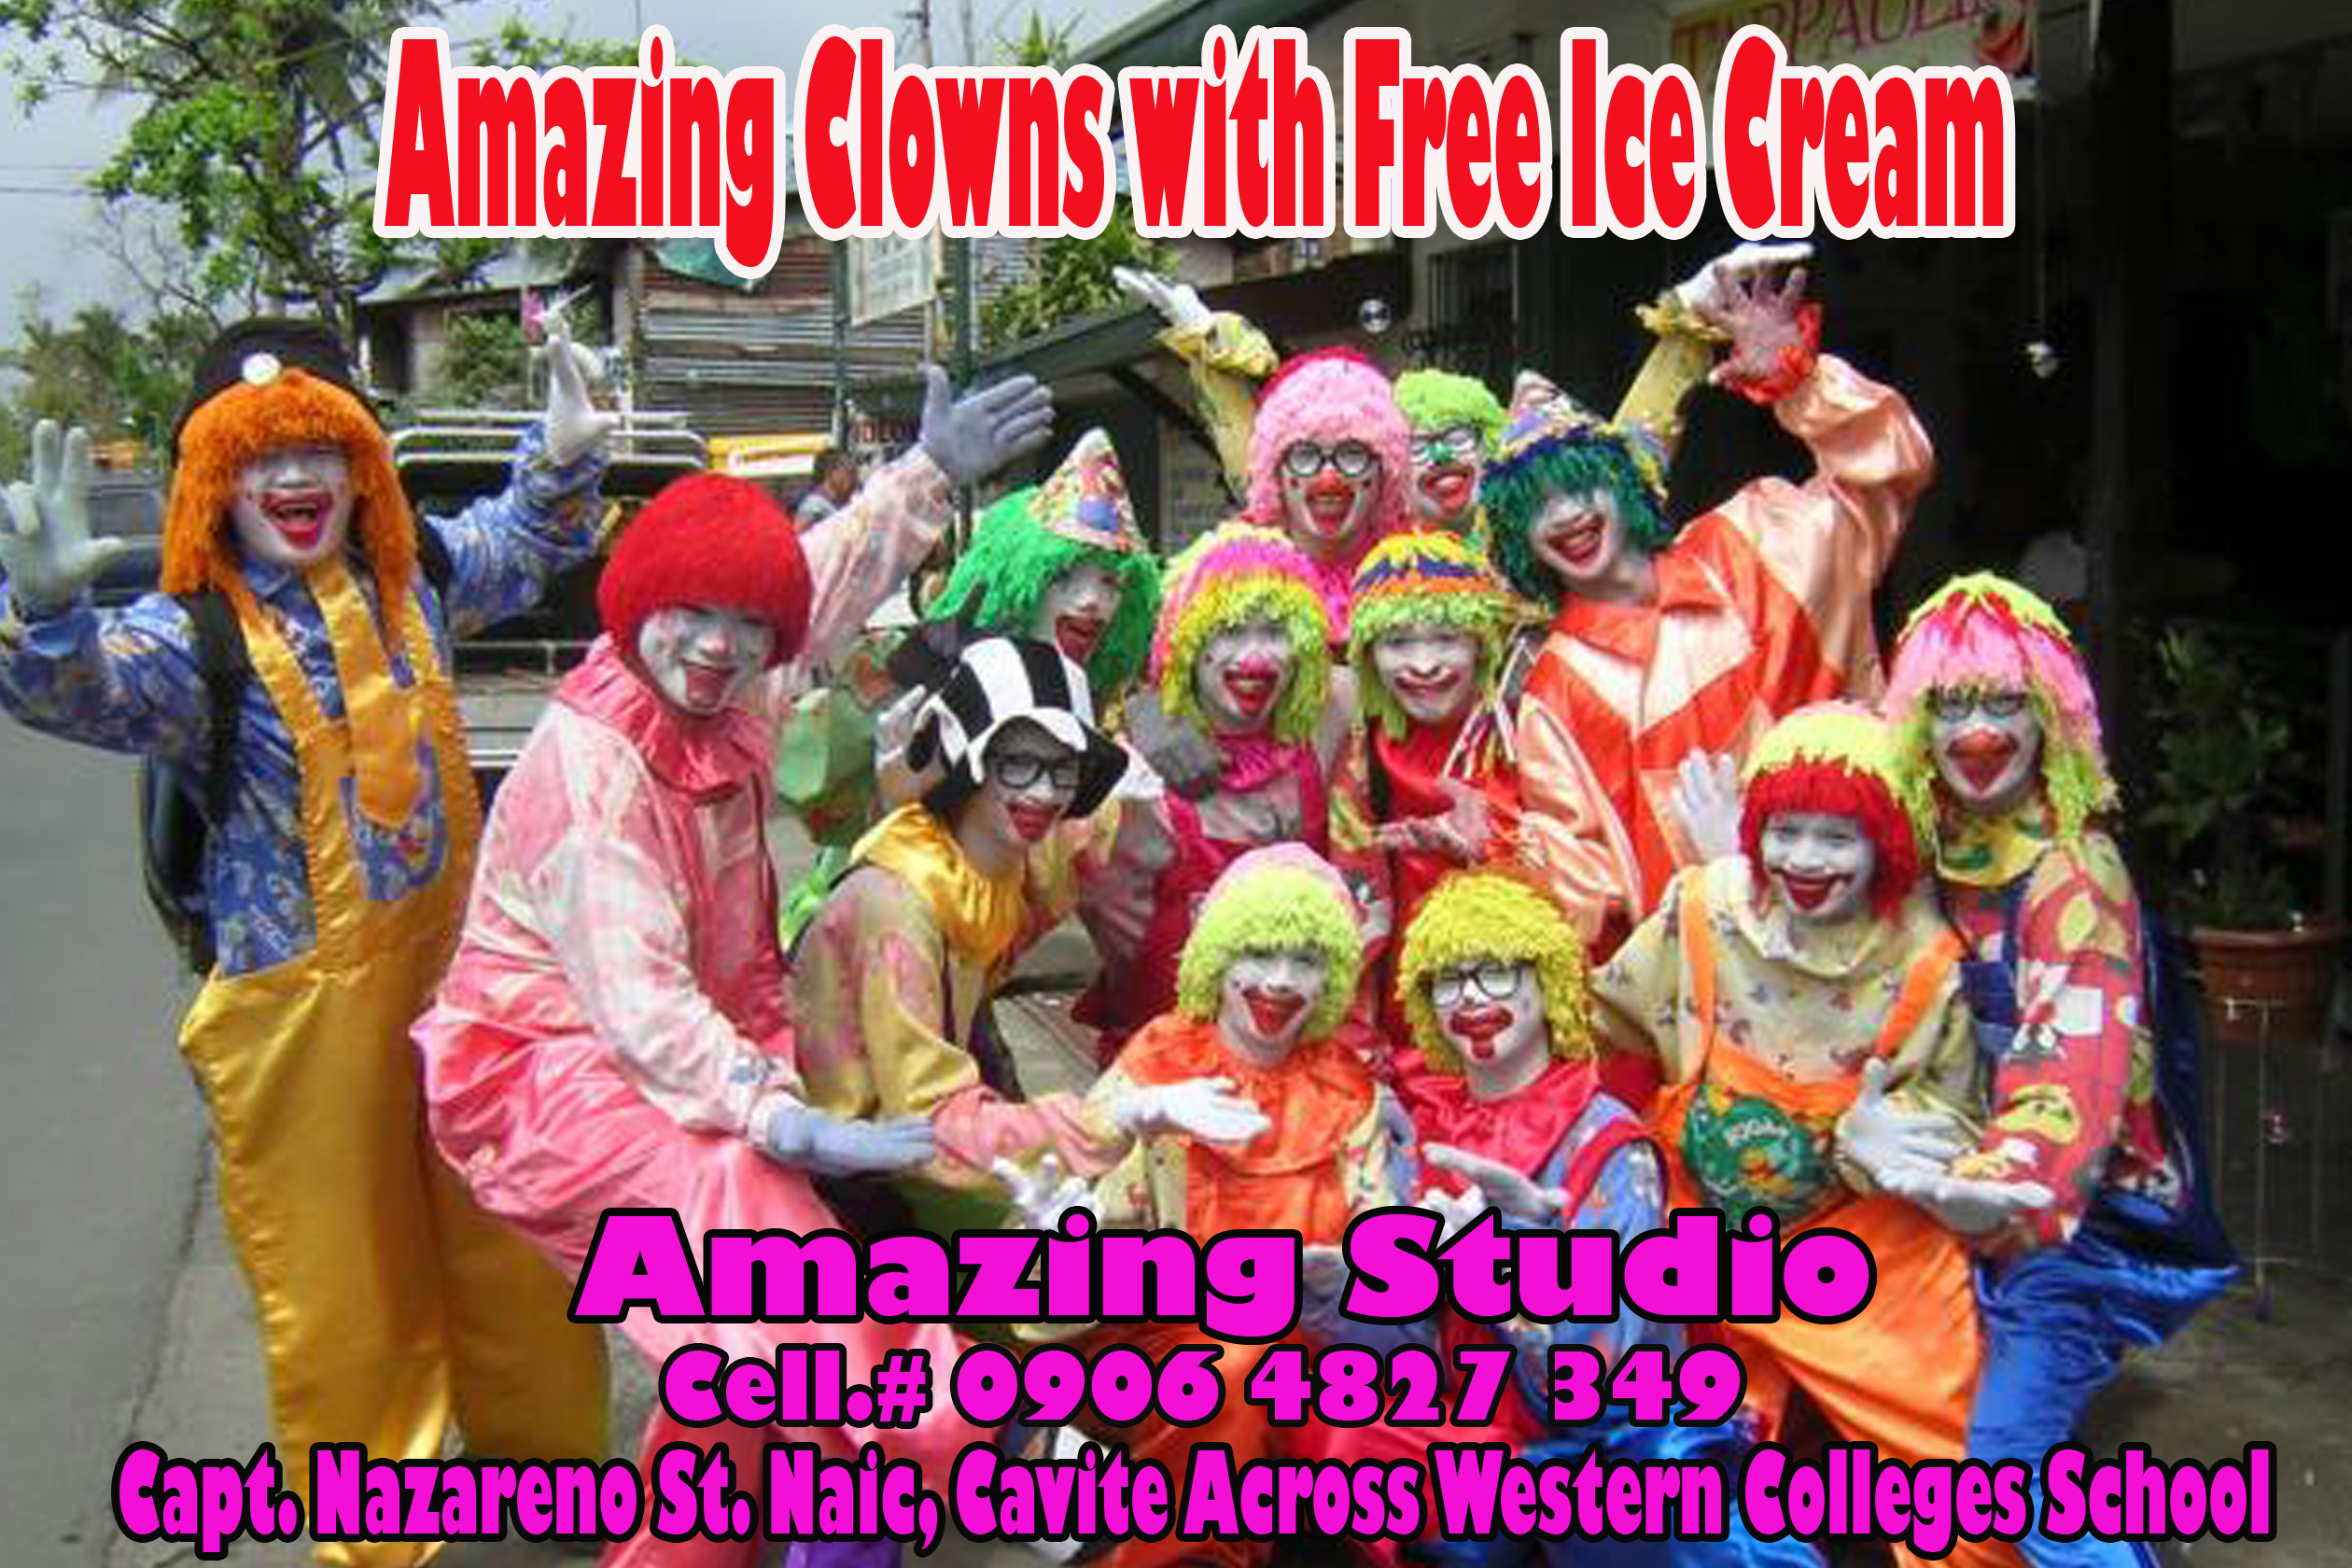 Amazing Clowns with Free Ice Cream
TARPAULIN
Amazing Studio
Cell.# 0906 4827 349
Capt. Nazareno St. Naic, Cavite Across Western Colleges School